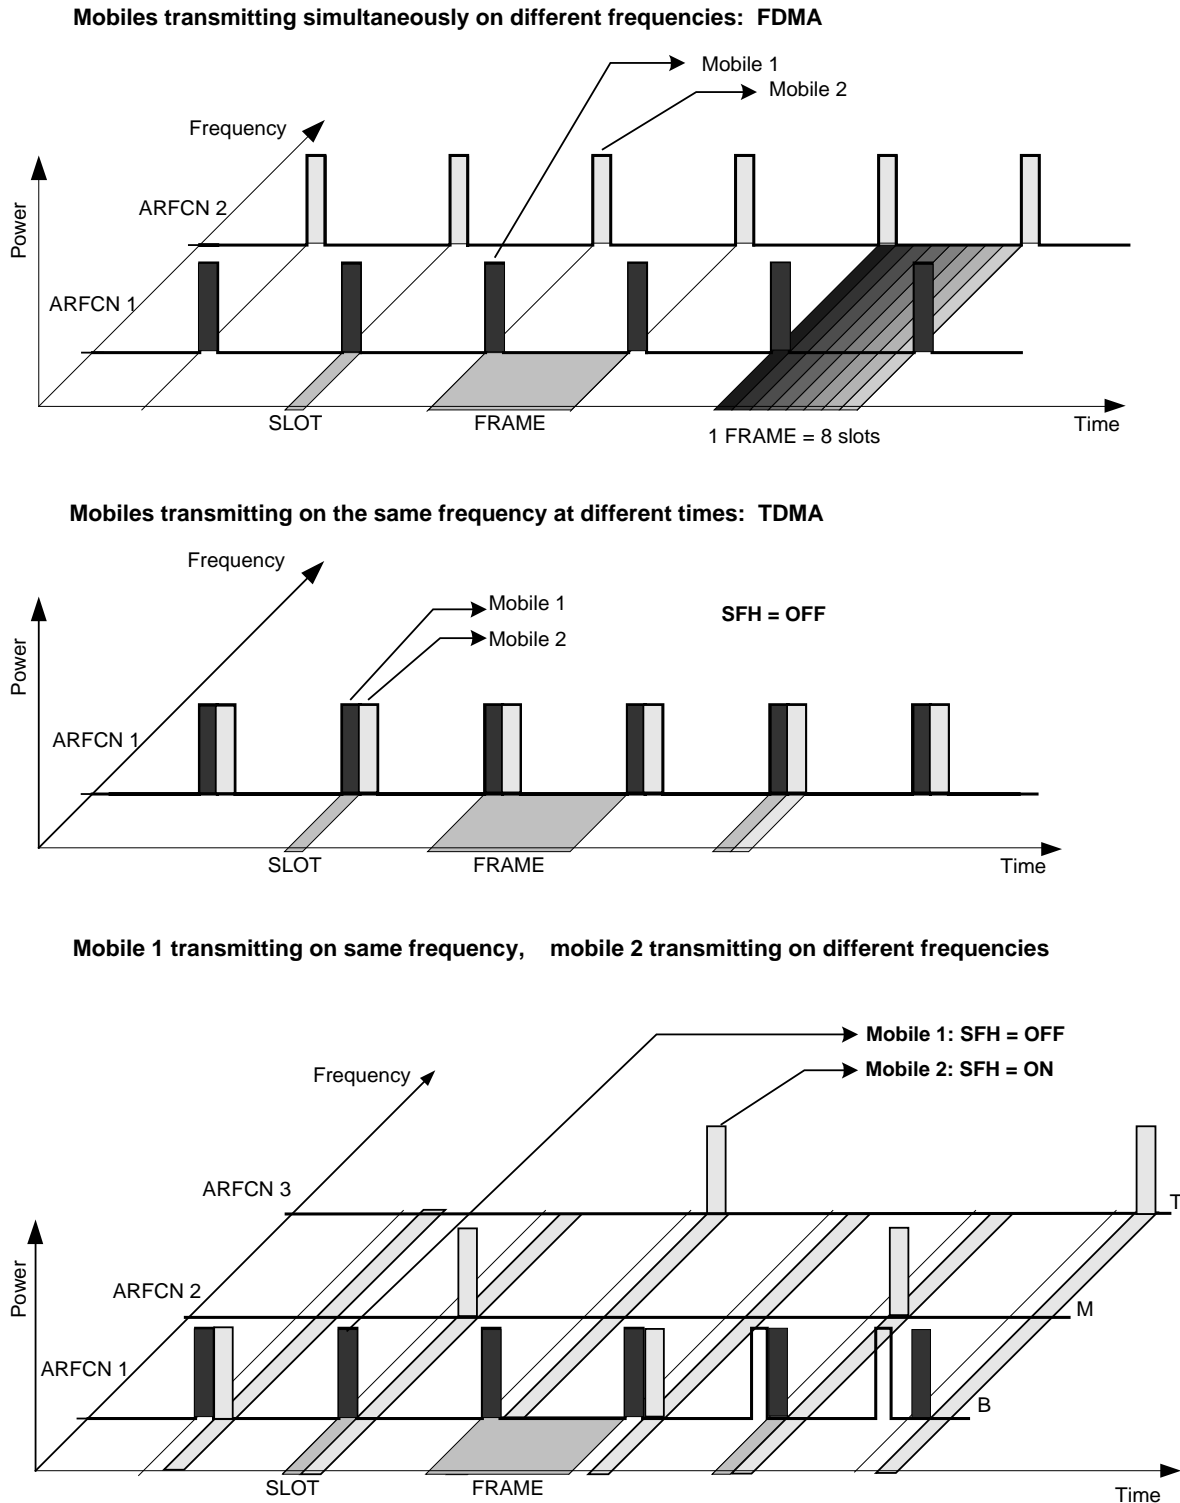 Mobiles transmitting simultaneously on different frequencies: FDMA
Mobile 1
Mobile 2
Frequency
ARFCN 2
Power
ARFCN 1
SLOT
FRAME
Time
1 FRAME = 8 slots
Mobiles transmitting on the same frequency at different times: TDMA
Frequency
Mobile 1
SFH = OFF
Mobile 2
Power
ARFCN 1
SLOT
FRAME
Time
Mobile 1 transmitting on same frequency, mobile 2 transmitting on different frequencies
Mobile 1: SFH = OFF
Mobile 2: SFH = ON
Frequency
ARFCN 3
T
ARFCN 2
Power
M
ARFCN 1
B
SLOT
FRAME
Time